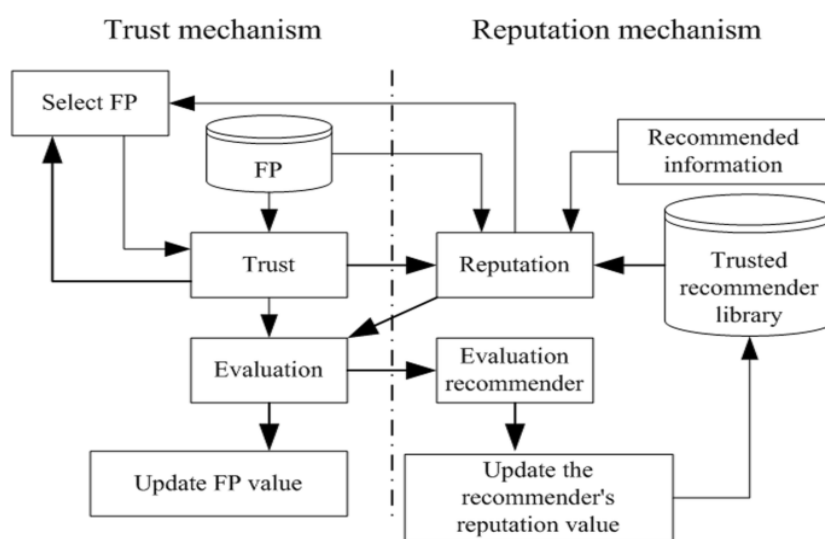 Trust mechanism
Reputation mechanism
Select FP
FP
Recommended
information
Trust
Reputation
Trusted
recommender
library
Evaluation
Evaluation
recommender
Update FP value
Update the
recommender's
reputation value